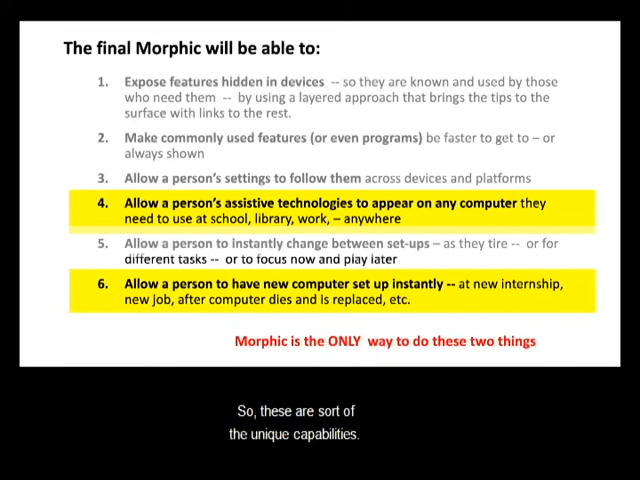 The final Morphic will be able to:
1. Expose features hidden in devices -- so they are known and used by those
who need them -- by using a layered approach that brings the tips to the
surface with links to the rest.
2. Make commonly used features (or even programs) be faster to get to – or
always shown
3. Allow a person's settings to follow them across devices and platforms
4. Allow a person's assistive technologies to appear on any computer they
need to use at school, library, work, – anywhere
5. Allow a person to instantly change between set-ups – as they tire -- or for
different tasks -- or to focus now and play later
6. Allow a person to have new computer set up instantly -- at new internship,
new job, after computer dies and is replaced, etc.
Morphic is the ONLY way to do these two things
So, these are sort of
the unique capabilities.